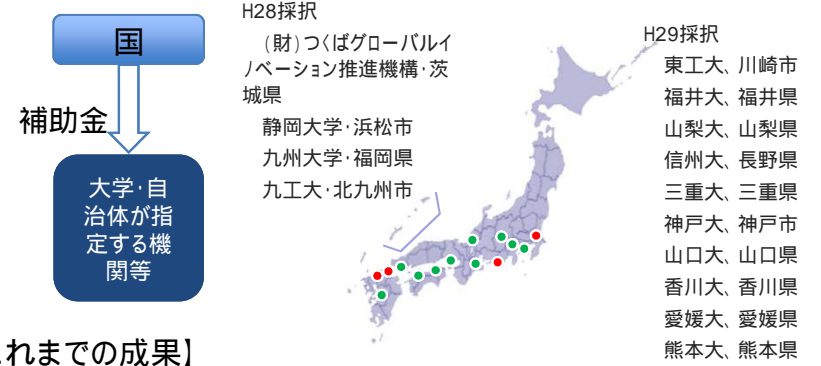 国
補助金
大学・自
治体が指
定する機
関等
H28採択
(財)つくばグローバルイ
ノベーション推進機構・茨
城県
静岡大学・浜松市
九州大学・福岡県
九工大・北九州市
H29採択
東工大、川崎市
福井大、福井県
山梨大、山梨県
信州大、長野県
三重大、三重県
神戸大、神戸市
山口大、山口県
香川大、香川県
愛媛大、愛媛県
熊本大、熊本県
れまでの成果】